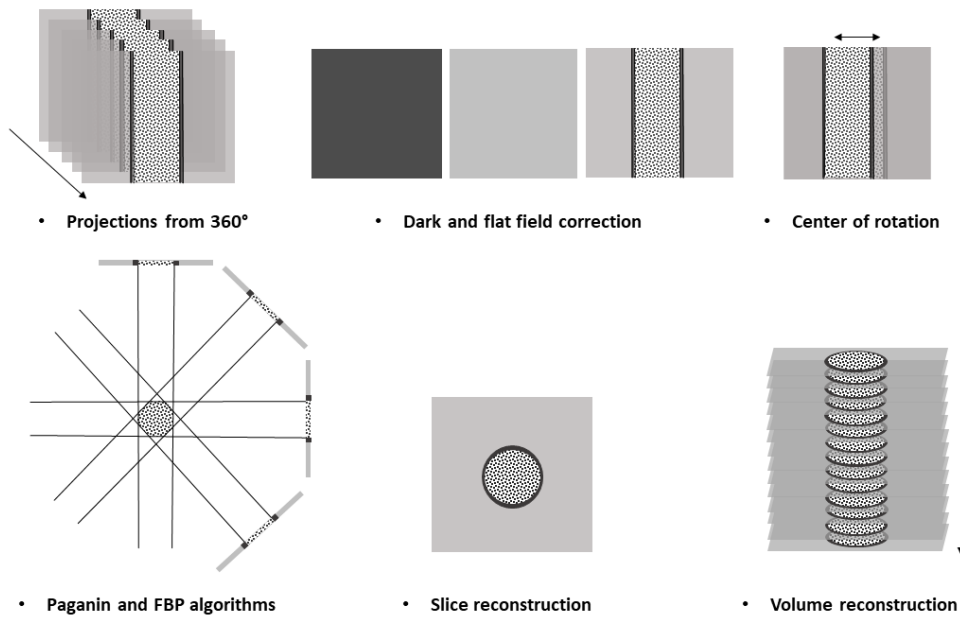 • Projections from 360°
• Dark and flat field correction
• Center of rotation
• Paganin and FBP algorithms
• Slice reconstruction
• Volume reconstruction